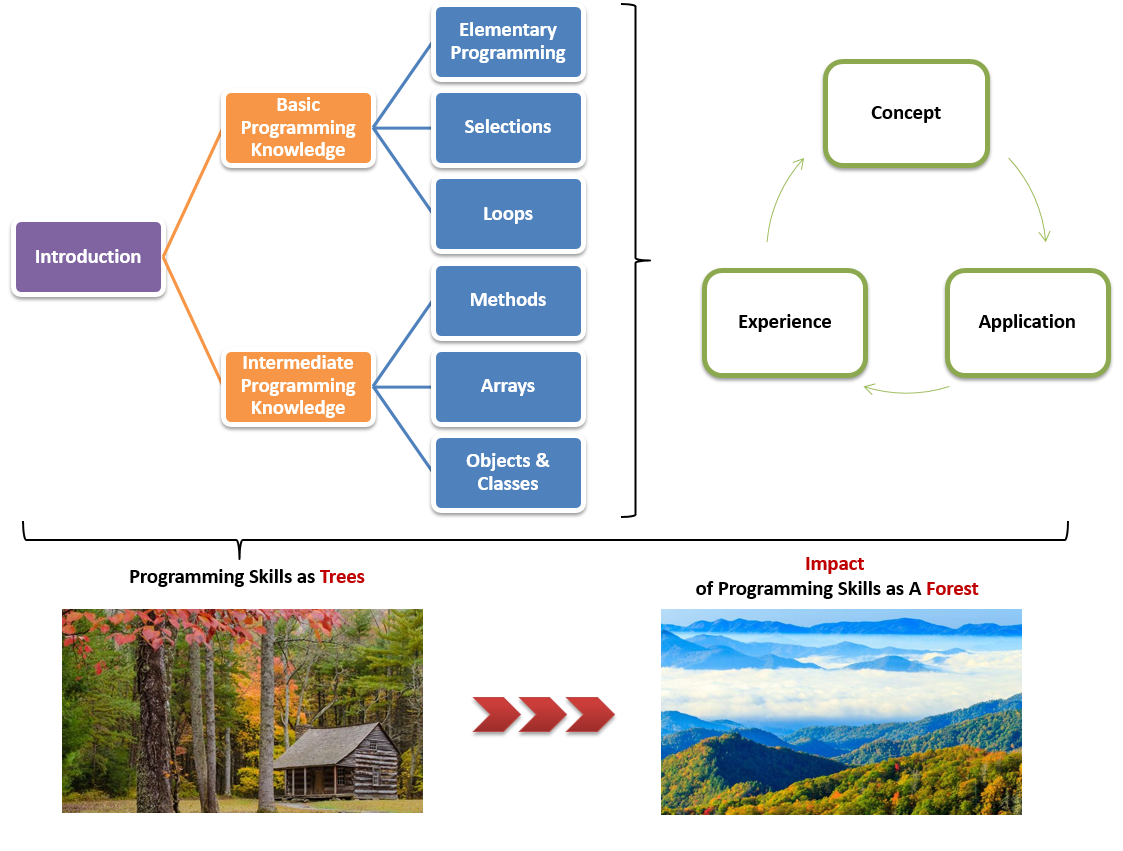 Introduction
Basic
Programming
Knowledge
Elementary
Programming
Selections
Loops
Intermediate
Programming
Knowledge
Methods
Arrays
Objects &
Classes
Concept
Experience
Application
Programming Skills as Trees
Impact
of Programming Skills as A Forest